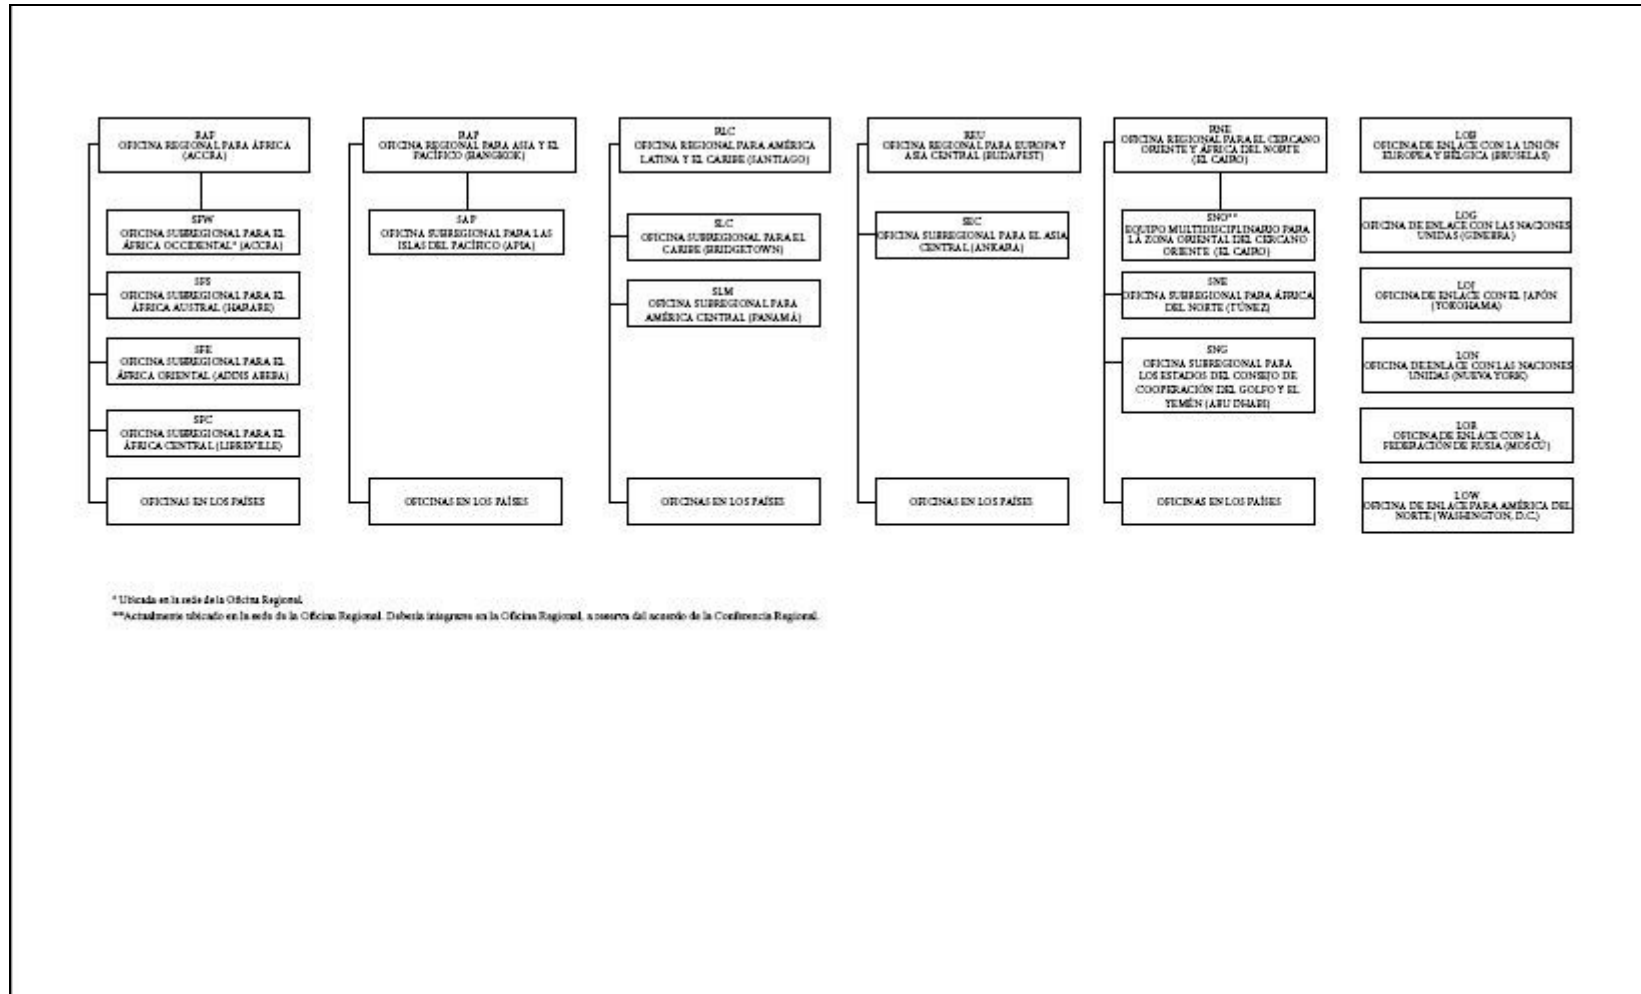 RAF
OFICINA REGIONAL PARA ÁFRICA
(ACCRA)
SFW
OFICINA SUBREGIONAL PARA EL
ÁFRICA OCCIDENTAL* (ACCRA)
SFS
OFICINA SUBREGIONAL PARA EL
ÁFRICA AUSTRAL (HARARE)
SFE
OFICINA SUBREGIONAL PARA EL
ÁFRICA ORIENTAL (ADDIS ABEBA)
SFC
OFICINA SUBREGIONAL PARA EL
ÁFRICA CENTRAL (LIBREVILLE)
OFICINAS EN LOS PAÍSES
RAP
OFICINA REGIONAL PARA ASIA Y EL
PACÍFICO (BANGKOK)
SAP
OFICINA SUBREGIONAL PARA LAS
ISLAS DEL PACÍFICO (APIA)
OFICINAS EN LOS PAÍSES
RLC
OFICINA REGIONAL PARA AMÉRICA
LATINA Y EL CARIBE (SANTIAGO)
SLC
OFICINA SUBREGIONAL PARA EL
CARIBE (BRIDGETOWN)
SLM
OFICINA SUBREGIONAL PARA
AMÉRICA CENTRAL (PANAMÁ)
OFICINAS EN LOS PAÍSES
REU
OFICINA REGIONAL PARA EUROPA Y
ASIA CENTRAL (BUDAPEST)
SEC
OFICINA SUBREGIONAL PARA EL ASIA
CENTRAL (ANKARA)
OFICINAS EN LOS PAÍSES
RNE
OFICINA REGIONAL PARA EL CERCANO
ORIENTE Y ÁFRICA DEL NORTE
(EL CAIRO)
SNO**
EQUIPO MULTIDISCIPLINARIO PARA
LA ZONA ORIENTAL DEL CERCANO
ORIENTE (EL CAIRO)
SNE
OFICINA SUBREGIONAL PARA ÁFRICA
DEL NORTE (TÚNEZ)
SNG
OFICINA SUBREGIONAL PARA
LOS ESTADOS DEL CONSEJO DE
COOPERACIÓN DEL GOLFO Y EL
YEMÉN (ABU DHABI)
OFICINAS EN LOS PAÍSES
LOB
OFICINA DE ENLACE CON LA UNIÓN
EUROPEA Y BÉLGICA (BRUSELAS)
LOG
OFICINA DE ENLACE CON LAS NACIONES
UNIDAS (GINEBRA)
LOJ
OFICINA DE ENLACE CON EL JAPÓN
(YOKOHAMA)
LON
OFICINA DE ENLACE CON LAS NACIONES
UNIDAS (NUEVA YORK)
LOR
OFICINA DE ENLACE CON LA
FEDERACIÓN DE RUSIA (MOSCÚ)
LOW
OFICINA DE ENLACE PARA AMÉRICA DEL
NORTE (WASHINGTON, D.C.)
* Ubicada en la sede de la Oficina Regional.
**Actualmente ubicado en la sede de la Oficina Regional. Debería integrarse en la Oficina Regional, a reserva del acuerdo de la Conferencia Regional.